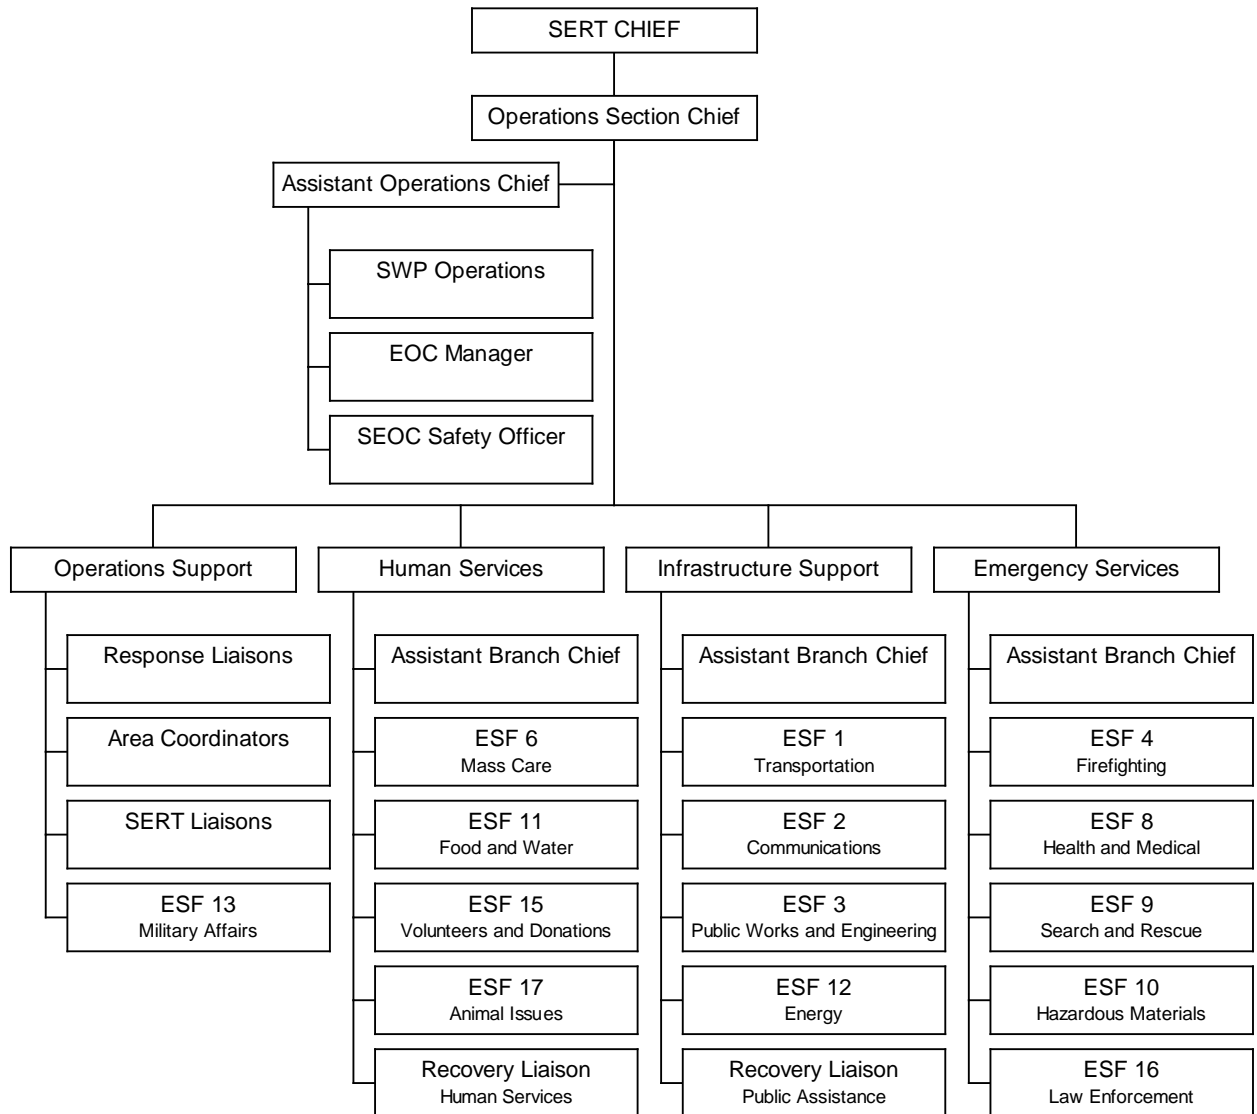 SERT CHIEF
Operations Section Chief
Assistant Operations Chief
SWP Operations
EOC Manager
SEOC Safety Officer
Operations Support
Response Liaisons
Area Coordinators
SERT Liaisons
ESF 13
Military Affairs
Human Services
Assistant Branch Chief
ESF 6
Mass Care
ESF 11
Food and Water
ESF 15
Volunteers and Donations
ESF 17
Animal Issues
Recovery Liaison
Human Services
Infrastructure Support
Assistant Branch Chief
ESF 1
Transportation
ESF 2
Communications
ESF 3
Public Works and Engineering
ESF 12
Energy
Recovery Liaison
Public Assistance
Emergency Services
Assistant Branch Chief
ESF 4
Firefighting
ESF 8
Health and Medical
ESF 9
Search and Rescue
ESF 10
Hazardous Materials
ESF 16
Law Enforcement